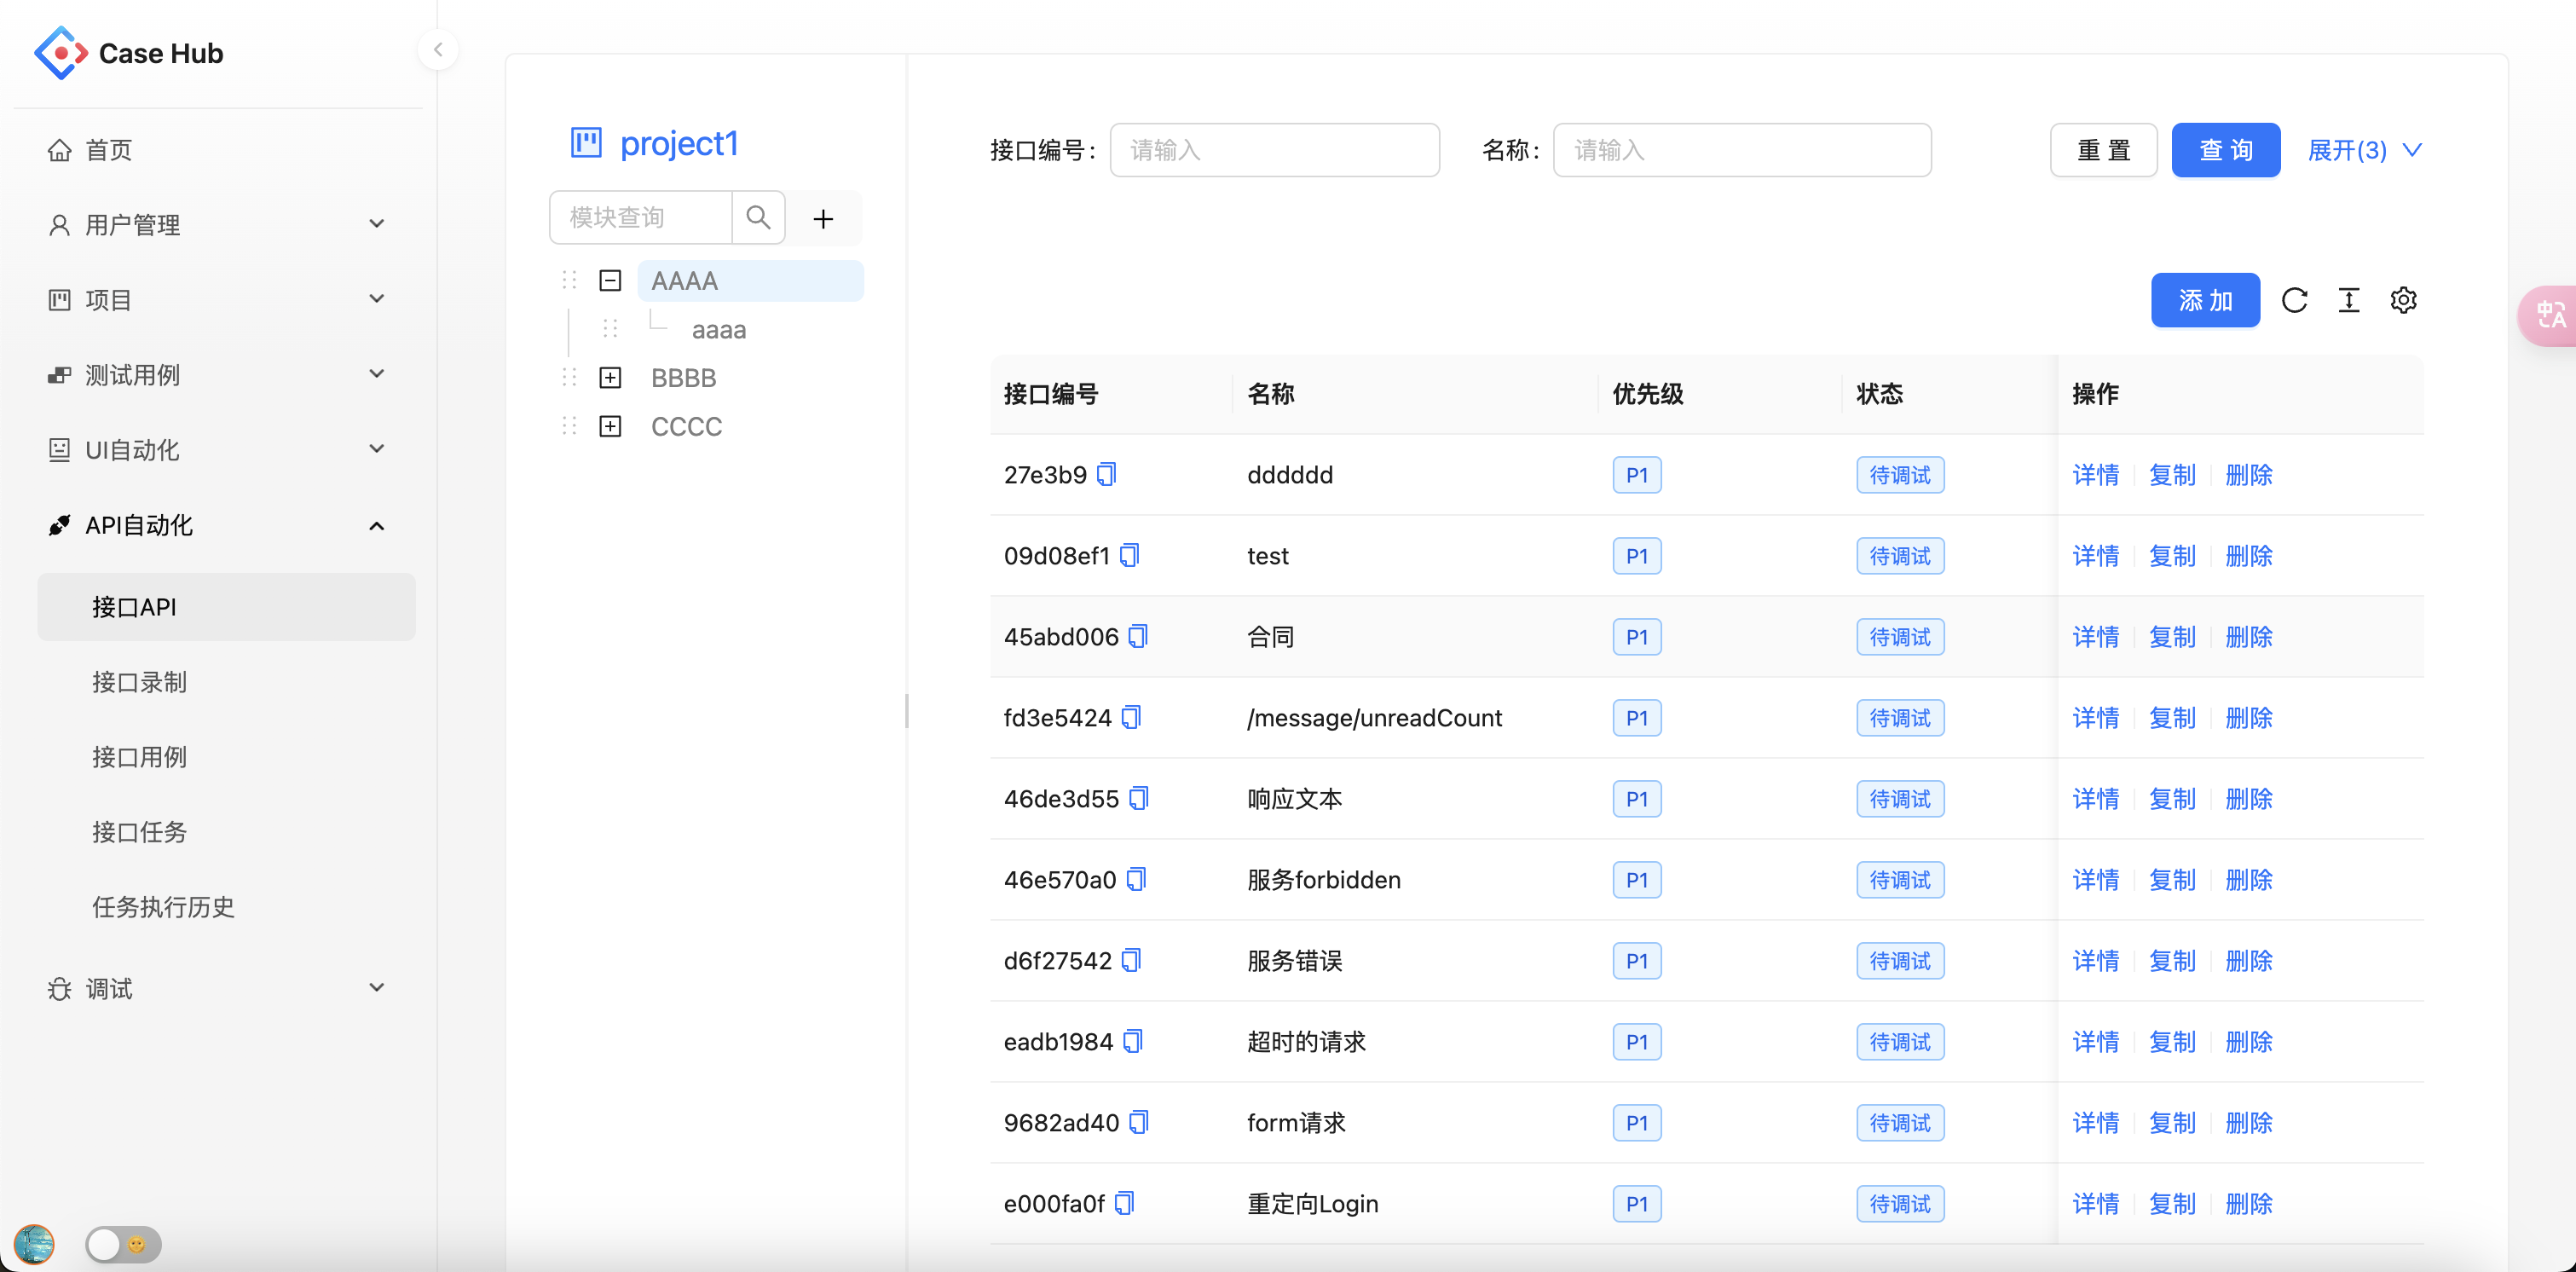 Case Hub
首页
用户管理
项目
测试用例
UI自动化
API自动化
接口API
接口录制
接口用例
接口任务
任务执行历史
调试
project1
模块查询
AAAA
aaaa
BBBB
CCCC
接口编号: 请输入 名称: 请输入 重 置 查 询 展开(3)
添 加
接口编号 名称 优先级 状态 操作
27e3b9 dddddd P1 待调试 详情 复制 删除
09d08ef1 test P1 待调试 详情 复制 删除
45abd006 合同 P1 待调试 详情 复制 删除
fd3e5424 /message/unreadCount P1 待调试 详情 复制 删除
46de3d55 响应文本 P1 待调试 详情 复制 删除
46e570a0 服务forbidden P1 待调试 详情 复制 删除
d6f27542 服务错误 P1 待调试 详情 复制 删除
eadb1984 超时的请求 P1 待调试 详情 复制 删除
9682ad40 form请求 P1 待调试 详情 复制 删除
e000fa0f 重定向Login P1 待调试 详情 复制 删除
中A